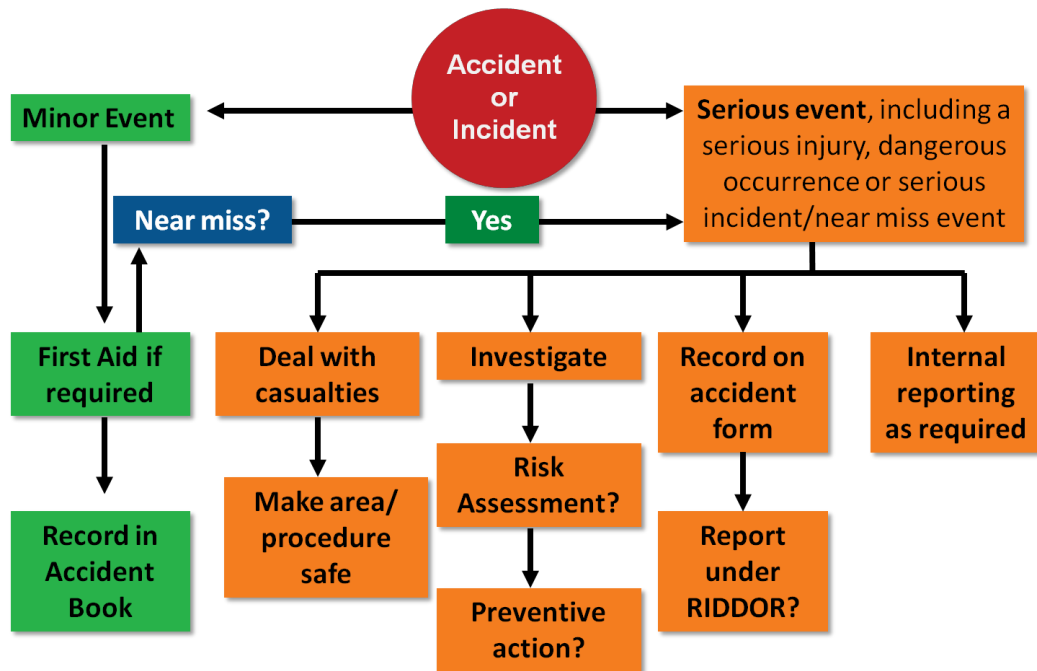 Accident
or
Incident
Minor Event
Serious event, including a
serious injury, dangerous
occurrence or serious
incident/near miss event
Near miss?
Yes
First Aid if
required
Deal with
casualties
Investigate
Record on
accident
form
Internal
reporting
as required
Record in
Accident
Book
Make area/
procedure
safe
Risk
Assessment?
Preventive
action?
Report
under
RIDDOR?